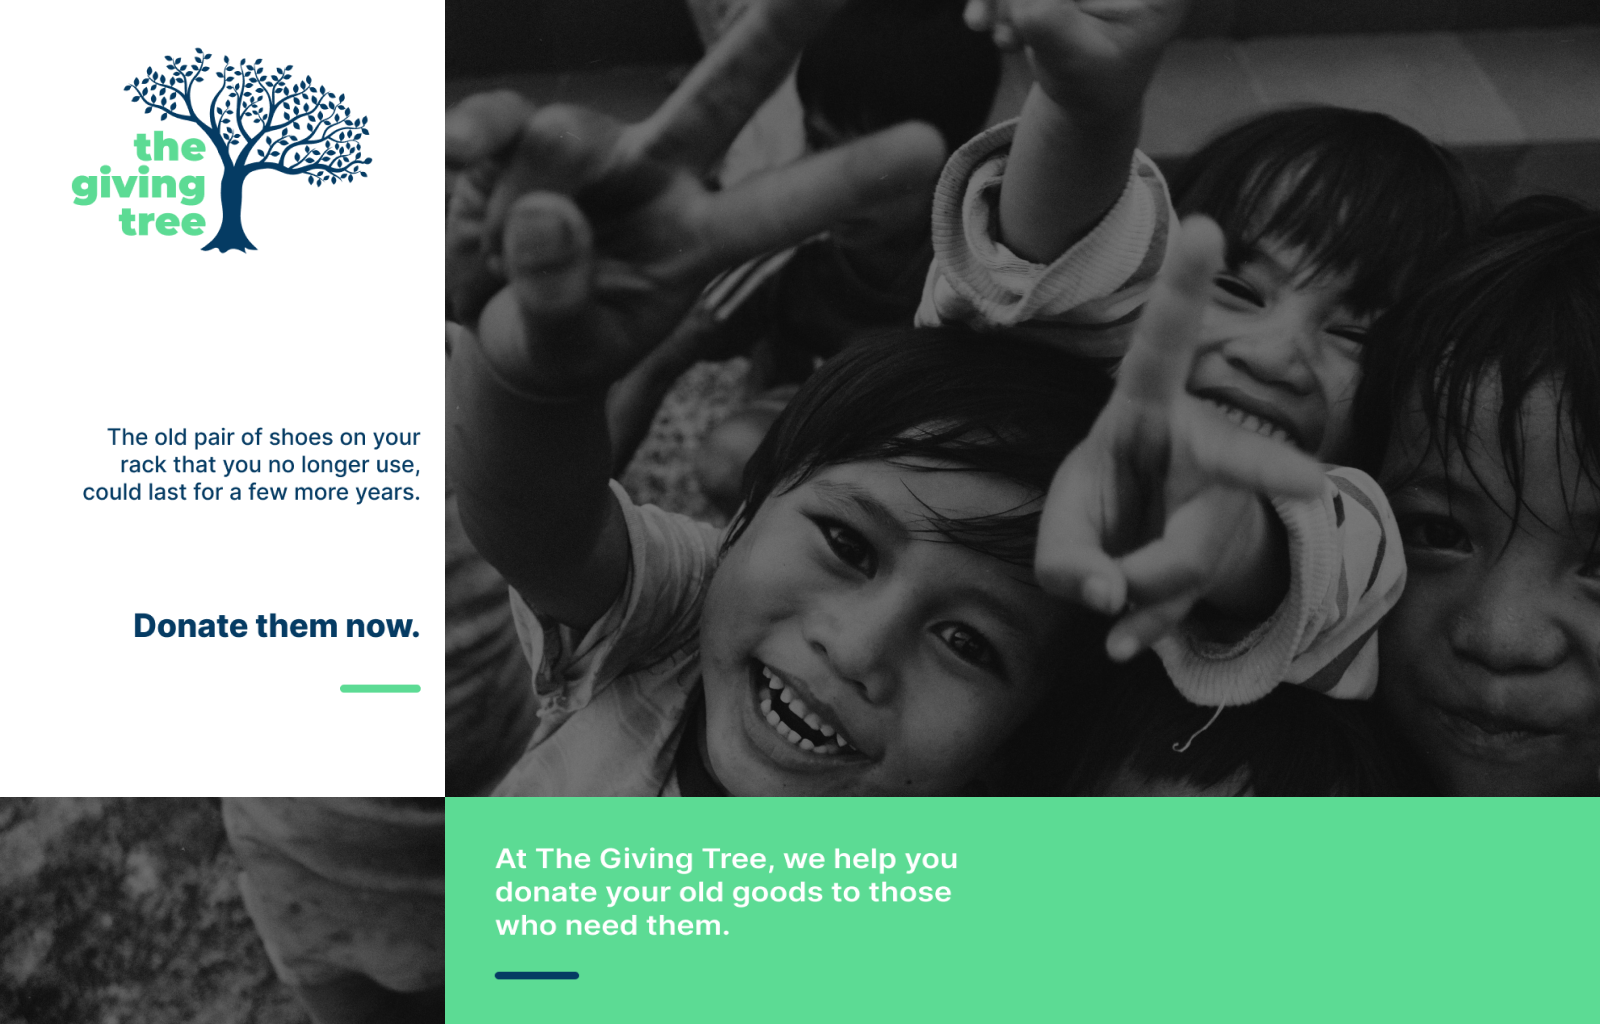 the
giving
tree
The old pair of shoes on your
rack that you no longer use,
could last for a few more years.
Donate them now.
At The Giving Tree, we help you
donate your old goods to those
who need them.